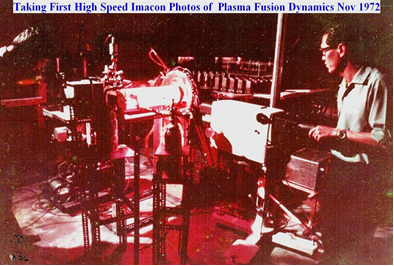 Taking First High Speed Imacon Photos of Plasma Fusion Dynamics Nov 1972